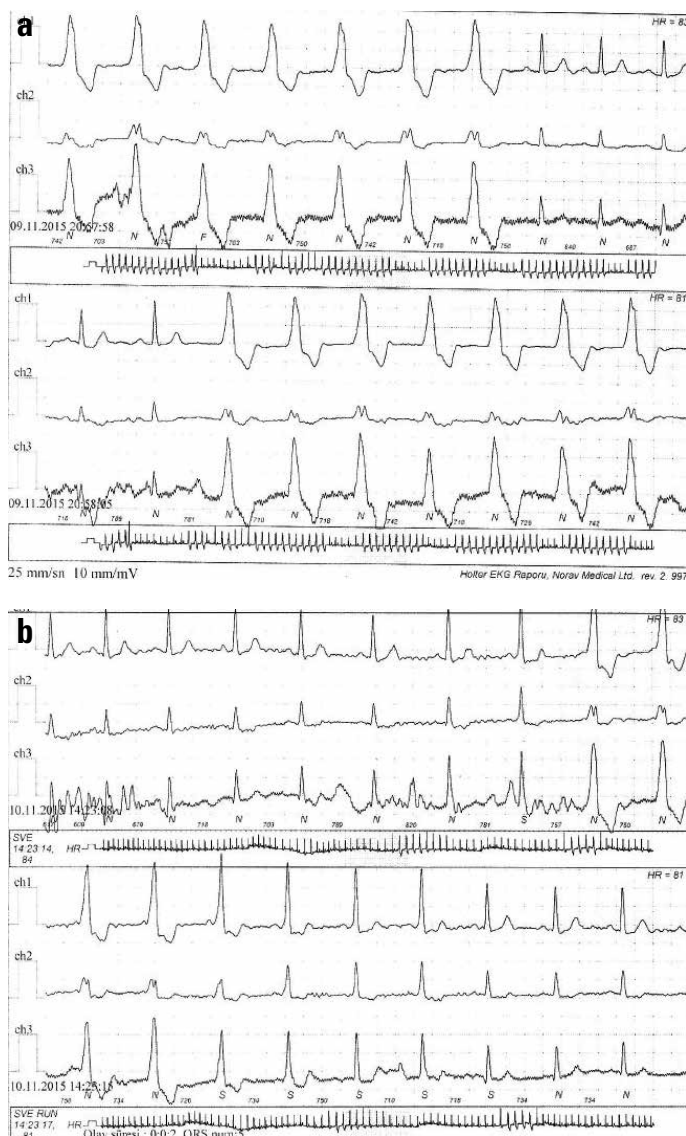 a
HR = 83
ch2
ch3
09.11.2015 20:57:58
N N F N N N N N N N
742 703 703 750 742 718 750 640 687
ch1
HR = 81
ch2
ch3
09.11.2015 20:58:05
N N N N N N N N N
718 789 781 710 718 742 710 726 742
25 mm/sn 10 mm/mV
Holter EKG Raporu, Norav Medical Ltd. rev. 2. 997
b
HR = 83
ch2
ch3
10.11.2015 14:23:08
N N N N N N S N N
679 718 703 789 820 781 757 750
SVE
14:23:14,
84
HR
ch1
HR = 81
ch2
ch3
10.11.2015 14:23:15
N N S S S S S N N
750 734 726 739 750 710 718 734 734
SVE RUN
14:23:17,
81
HR
Olay süresi : 0:0:2, QRS num:5